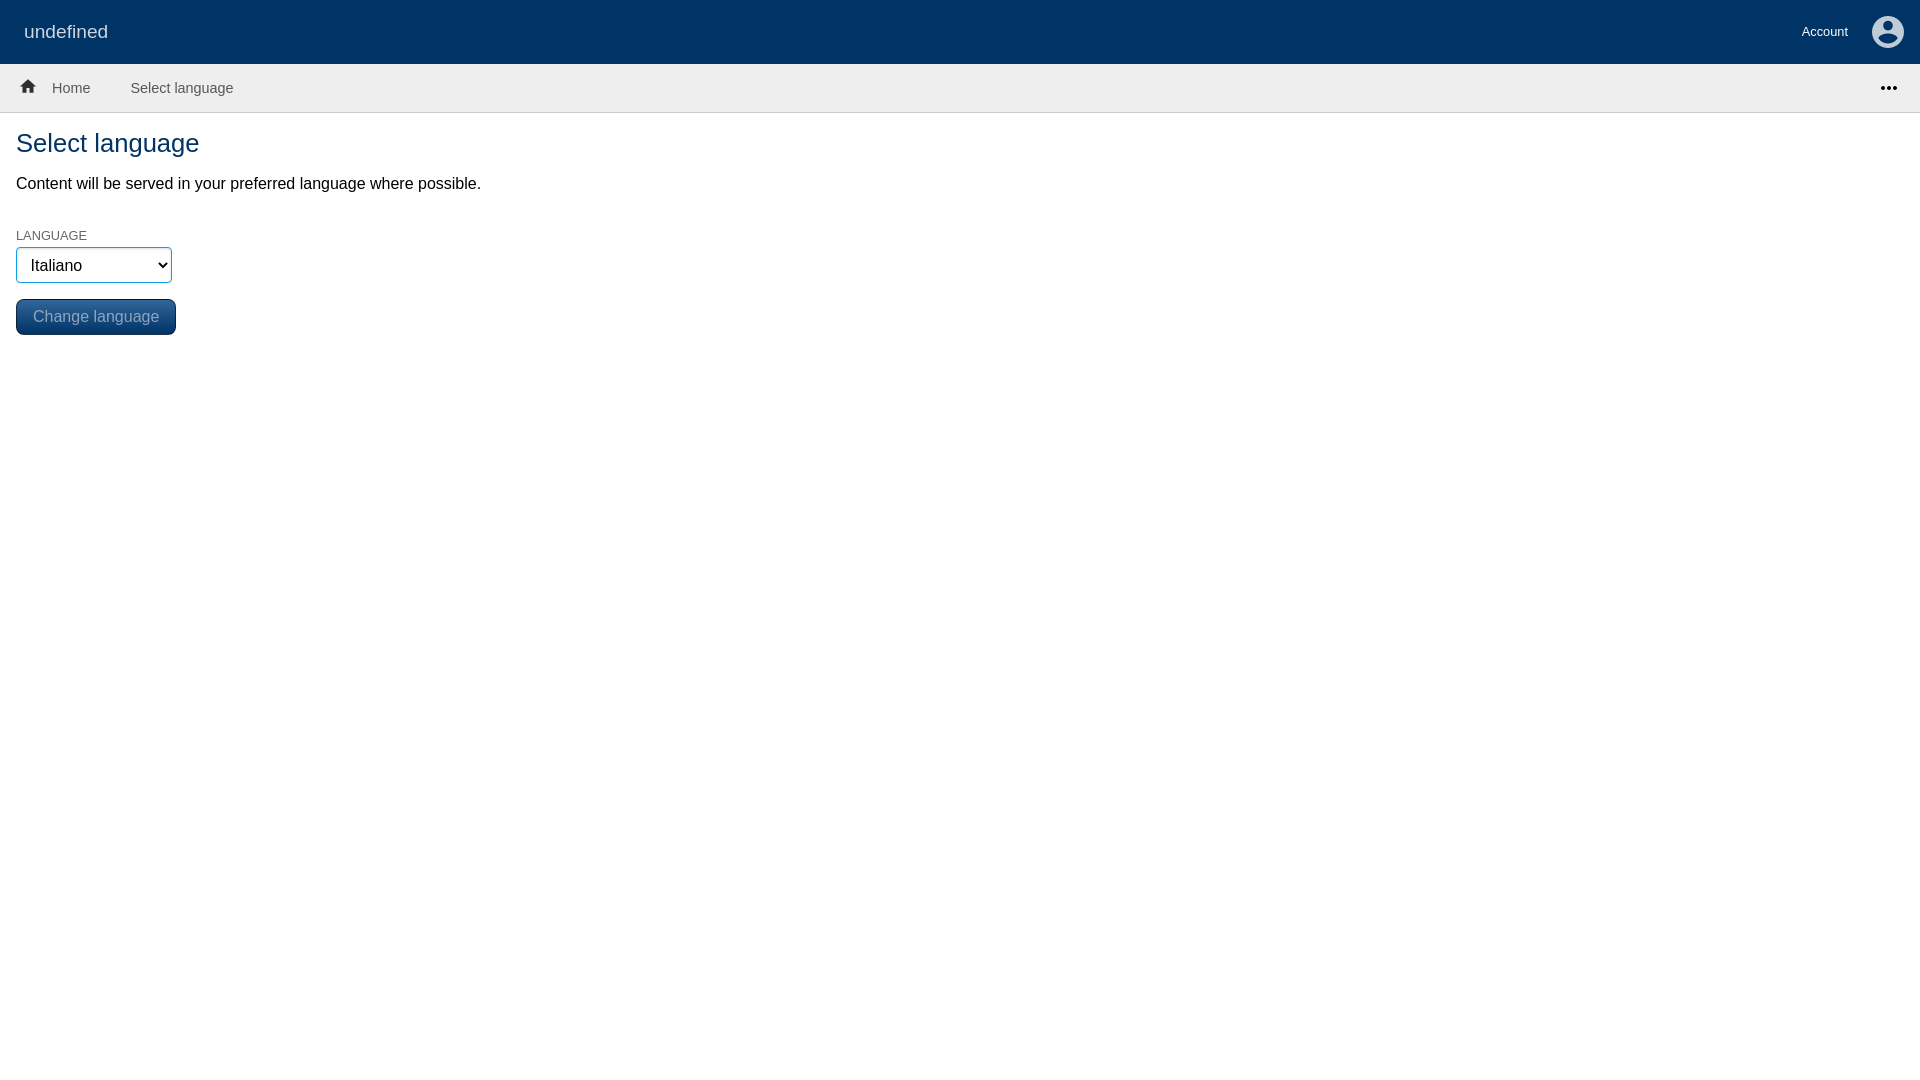 undefined
Account
Home
Select language
Select language
Content will be served in your preferred language where possible.
LANGUAGE
Italiano
Change language